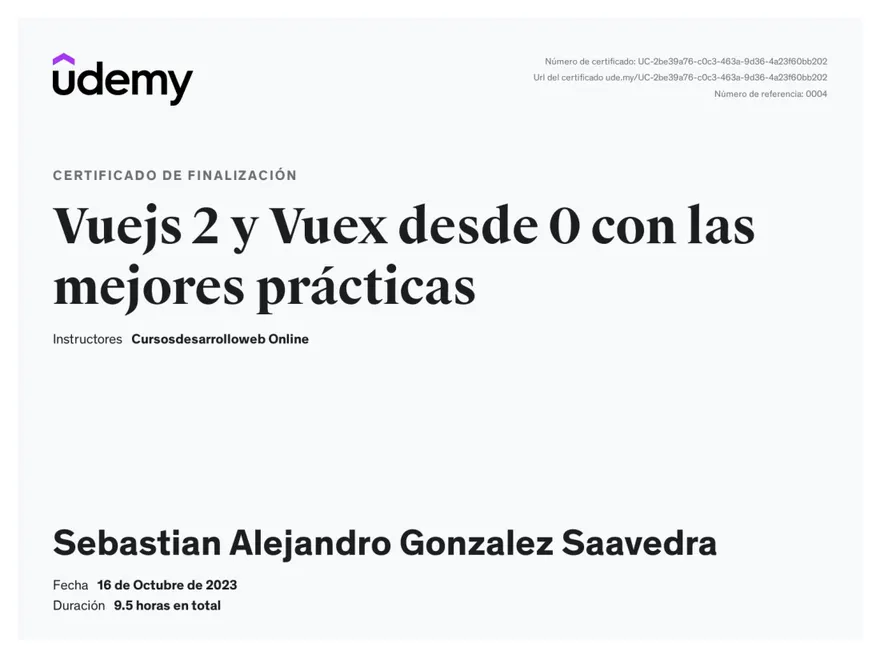 udemy
Número de certificado: UC-2be39a76-c0c3-463a-9d36-4a23f60bb202
Url del certificado ude.my/UC-2be39a76-c0c3-463a-9d36-4a23f60bb202
Número de referencia: 0004
CERTIFICADO DE FINALIZACIÓN
Vuejs 2 y Vuex desde 0 con las
mejores prácticas
Instructores Cursosdesarrolloweb Online
Sebastian Alejandro Gonzalez Saavedra
Fecha 16 de Octubre de 2023
Duración 9.5 horas en total